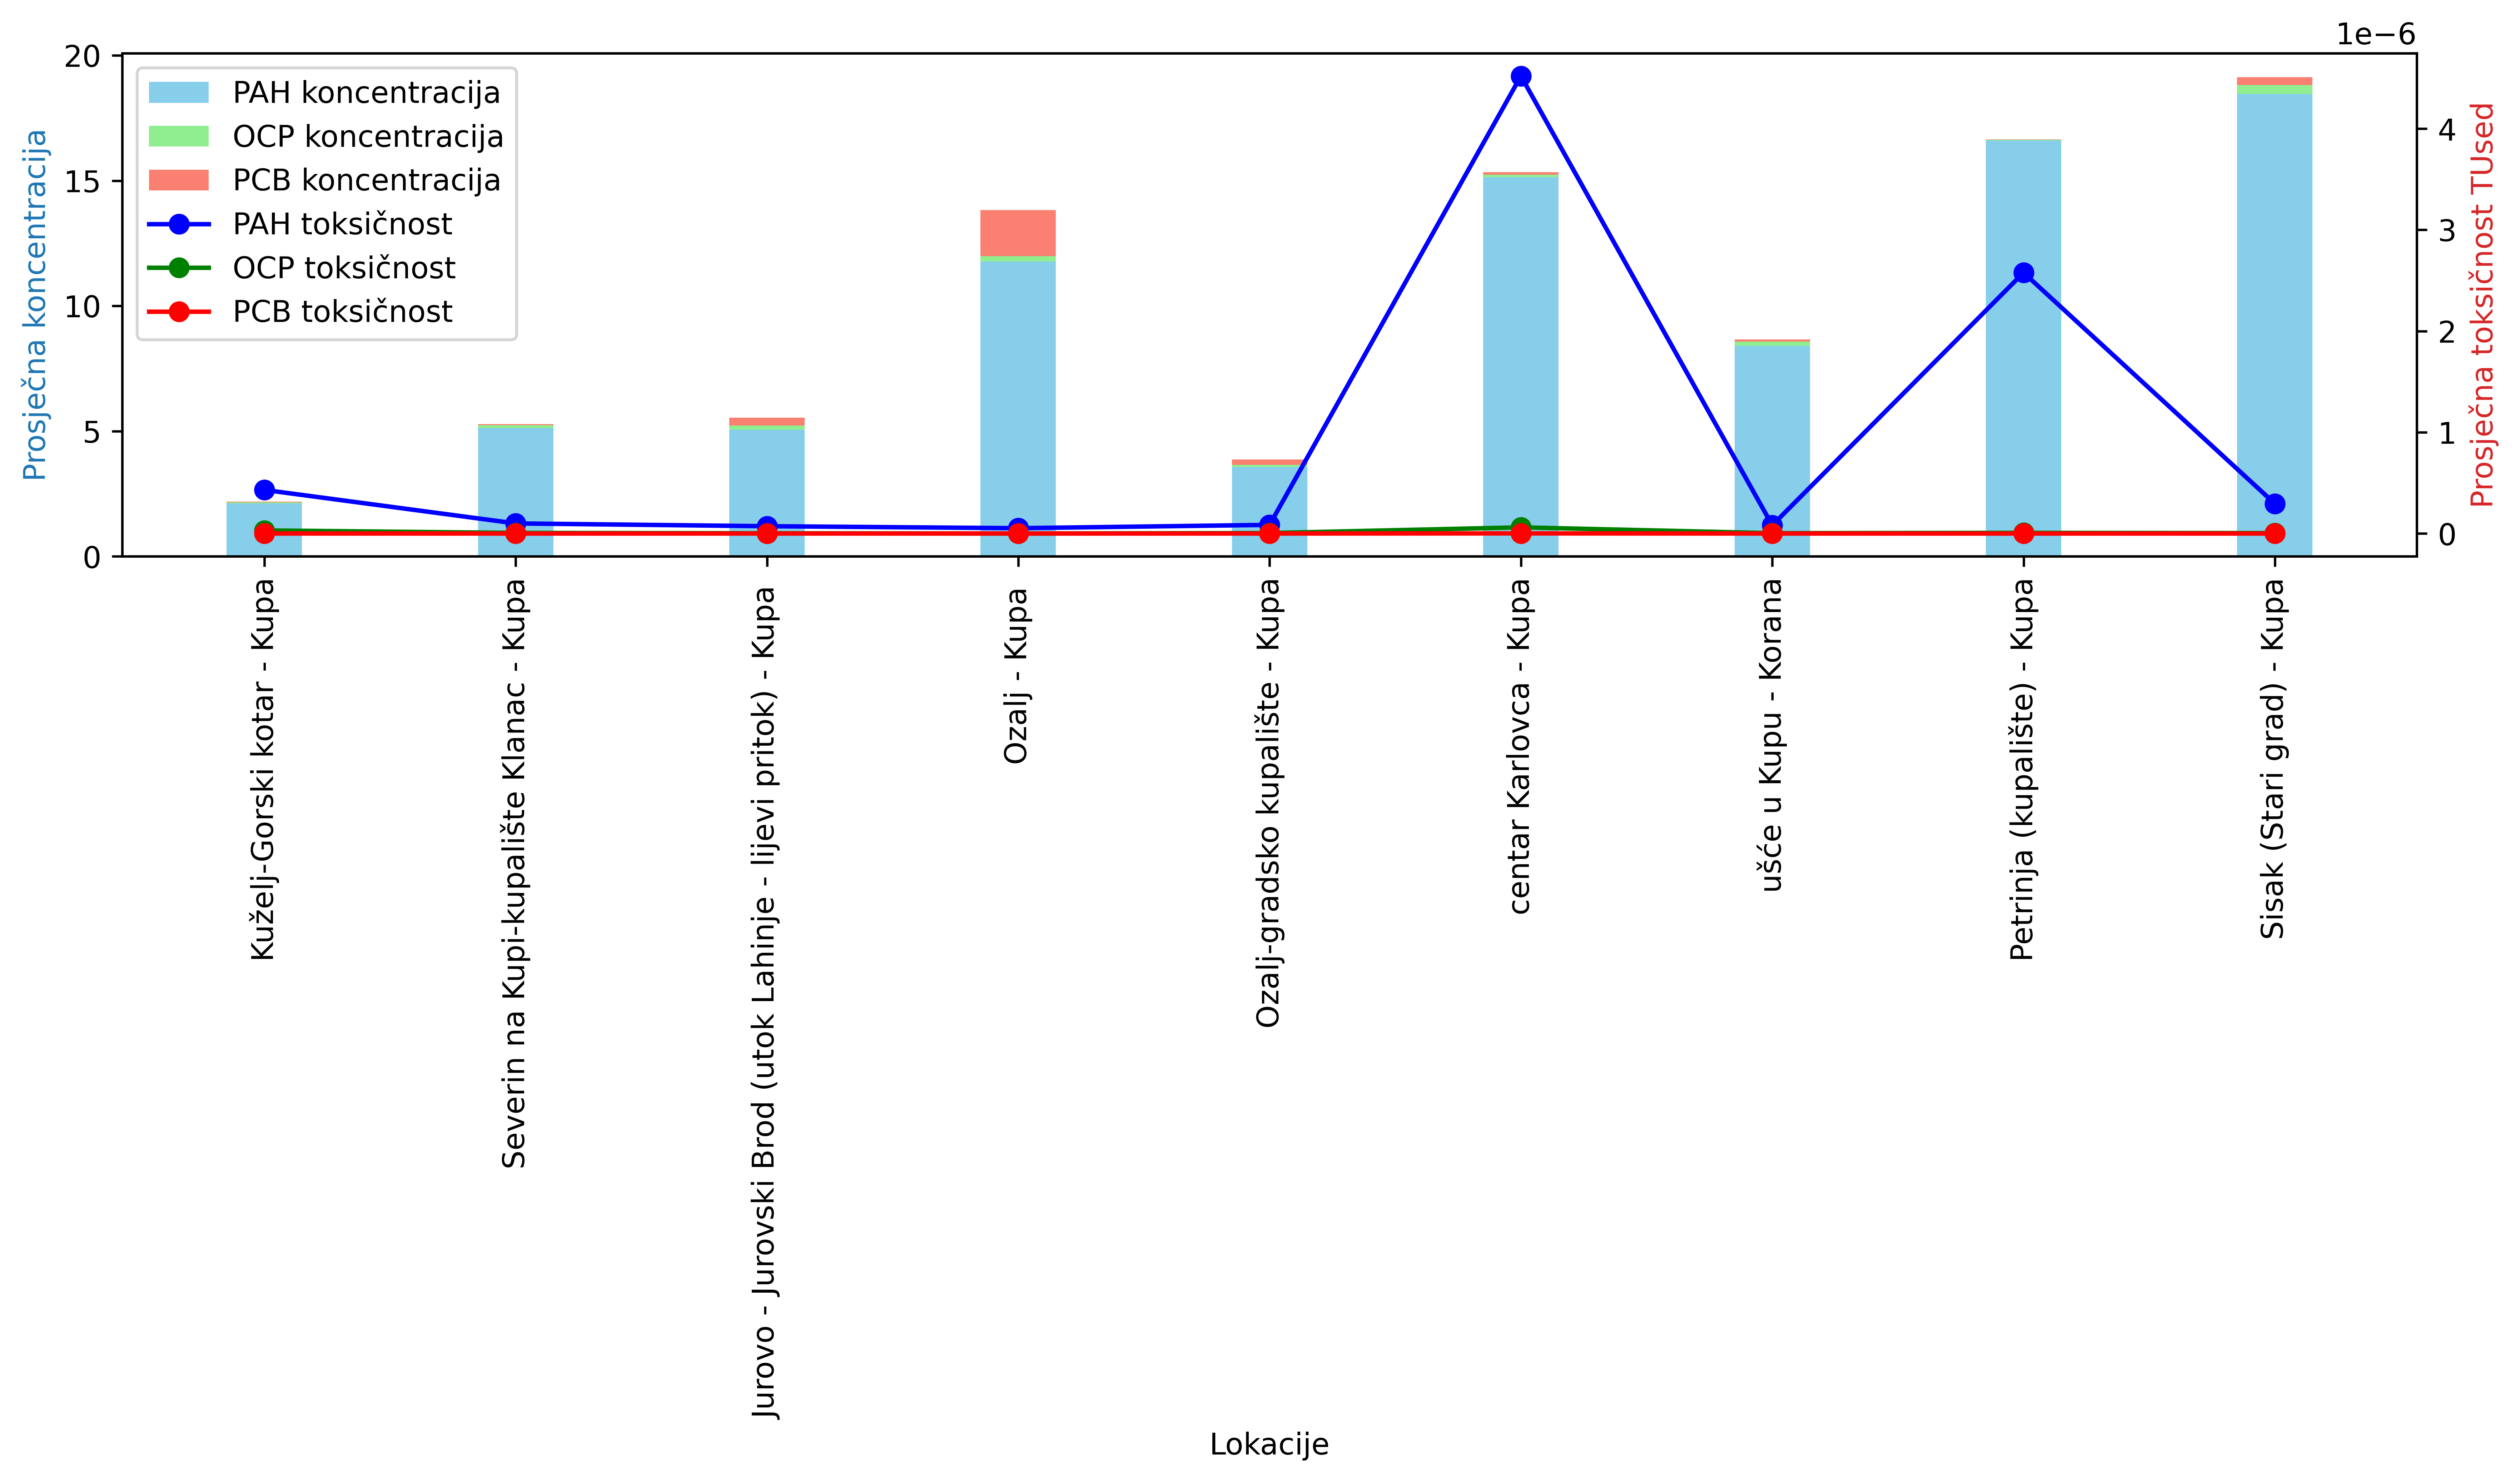 1e−6
20
15
10
5
0
Prosječna koncentracija
PAH koncentracija
OCP koncentracija
PCB koncentracija
PAH toksičnost
OCP toksičnost
PCB toksičnost
4
3
2
1
0
Prosječna toksičnost TUsed
Kuželj-Gorski kotar - Kupa
Severin na Kupi-kupalište Klanac - Kupa
Jurovo - Jurovski Brod (utok Lahinje - lijevi pritok) - Kupa
Ozalj - Kupa
Ozalj-gradsko kupalište - Kupa
centar Karlovca - Kupa
ušće u Kupu - Korana
Petrinja (kupalište) - Kupa
Sisak (Stari grad) - Kupa
Lokacije